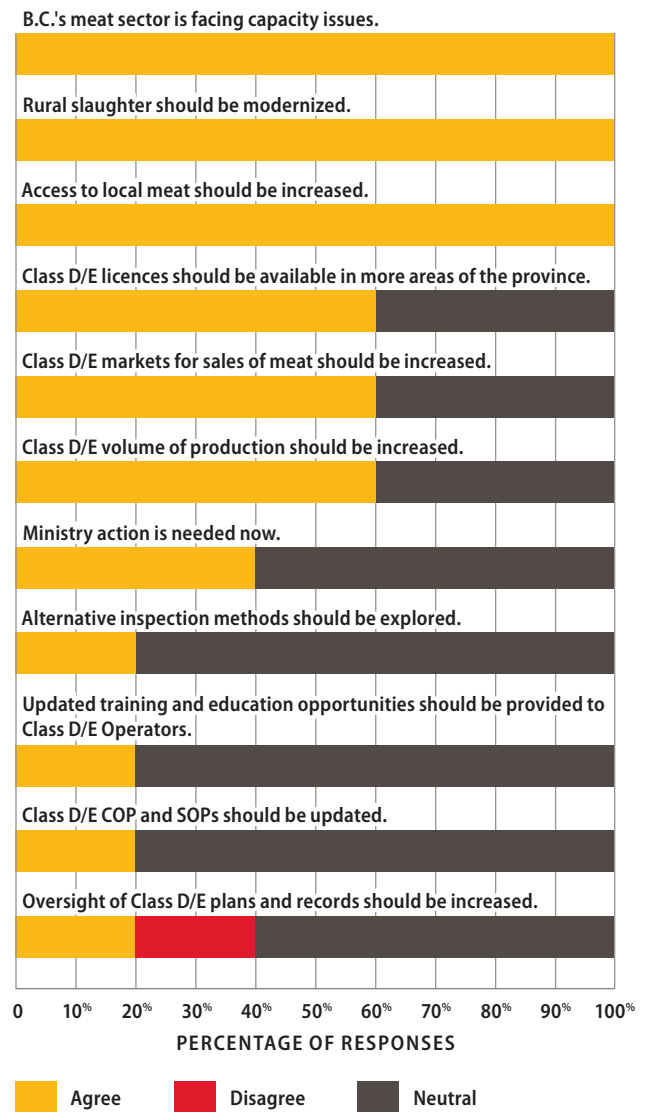 B.C.'s meat sector is facing capacity issues.
Rural slaughter should be modernized.
Access to local meat should be increased.
Class D/E licences should be available in more areas of the province.
Class D/E markets for sales of meat should be increased.
Class D/E volume of production should be increased.
Ministry action is needed now.
Alternative inspection methods should be explored.
Updated training and education opportunities should be provided to
Class D/E Operators.
Class D/E COP and SOPs should be updated.
Oversight of Class D/E plans and records should be increased.
0 10% 20% 30% 40% 50% 60% 70% 80% 90% 100%
PERCENTAGE OF RESPONSES
Agree Disagree Neutral